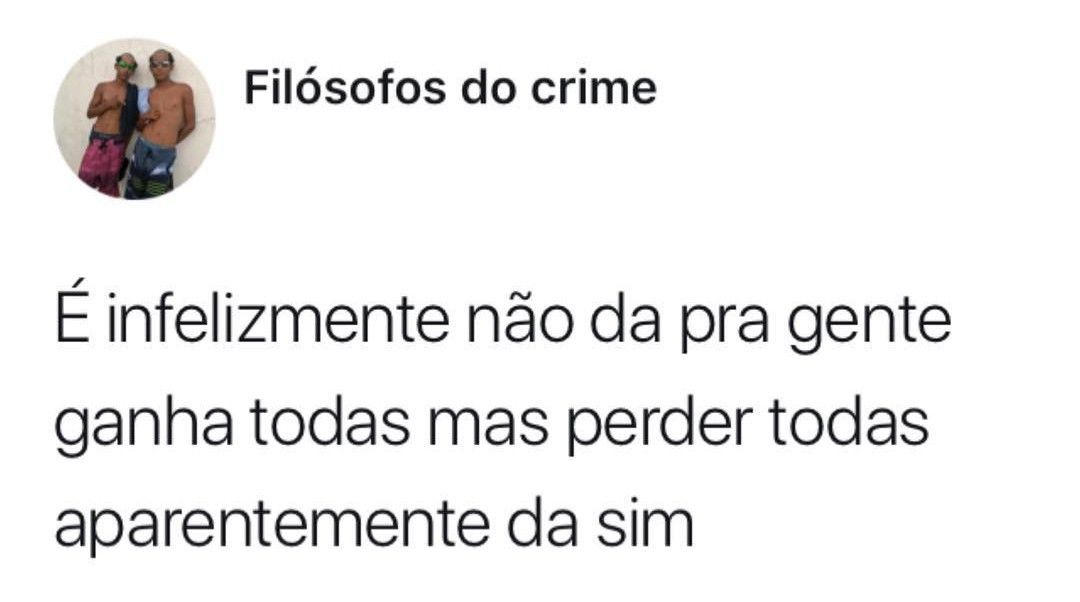 Filósofos do crime
É infelizmente não da pra gente
ganha todas mas perder todas
aparentemente da sim